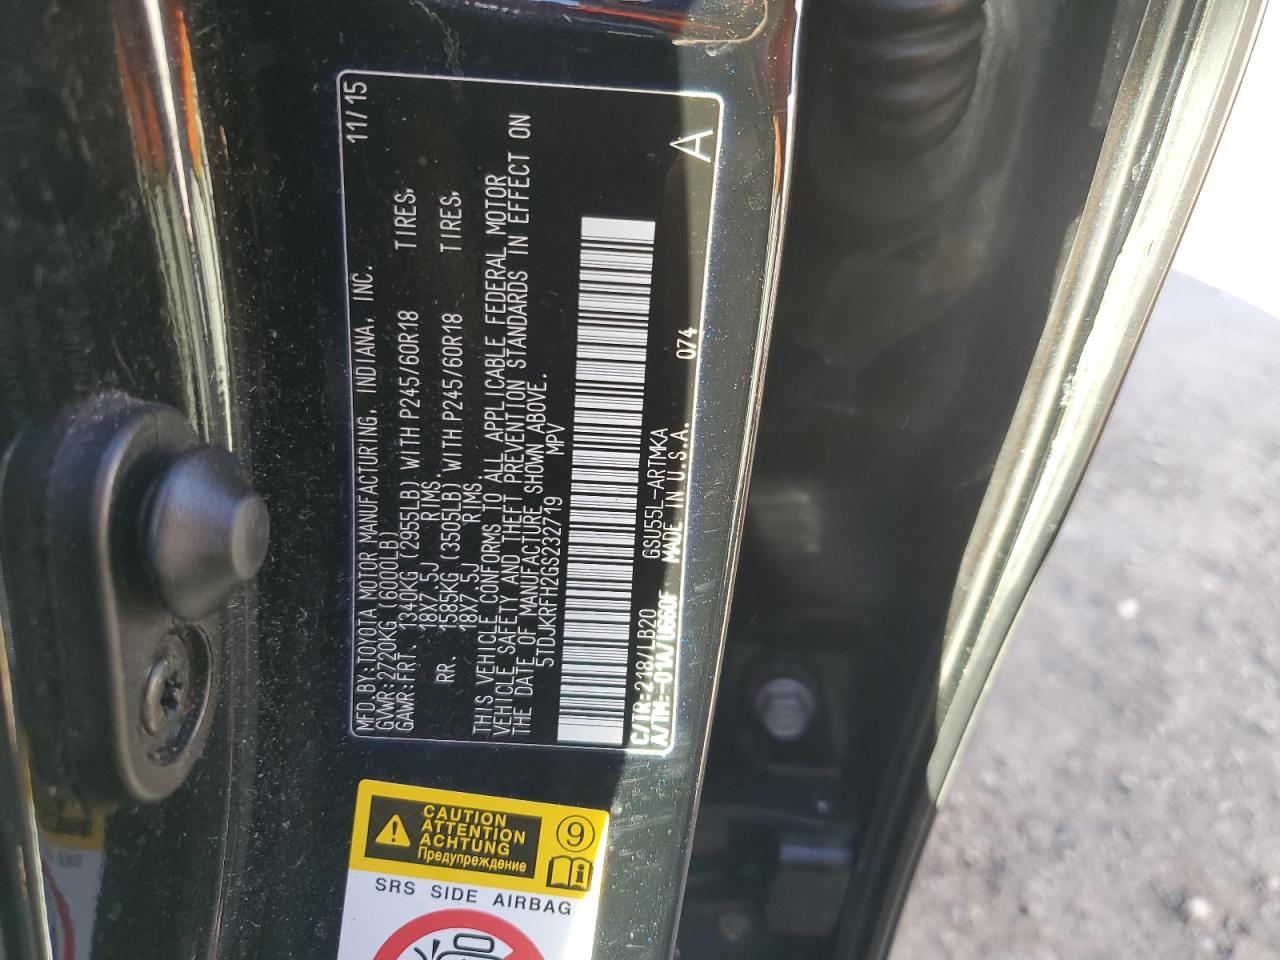 MFD.BY:TOYOTA MOTOR MANUFACTURING, INDIANA, INC. 11/15
GVWR:2720KG (6000LB)
GAWR:FRT. 1340KG (2955LB) WITH P245/60R18 TIRES,
18X7.5J RIMS
RR. 1585KG (3505LB) WITH P245/60R18 TIRES,
18X7.5J RIMS
THIS VEHICLE CONFORMS TO ALL APPLICABLE FEDERAL MOTOR
VEHICLE SAFETY AND THEFT PREVENTION STANDARDS IN EFFECT ON
THE DATE OF MANUFACTURE SHOWN ABOVE.
5TDJKRFH2GS232719 MPV
C/TR:218/LB20 GSU55L-ARTMKA
A/TM:-01A/U660F MADE IN U.S.A. 074 A
CAUTION
ATTENTION
ACHTUNG
Предупреждение
9
SRS SIDE AIRBAG